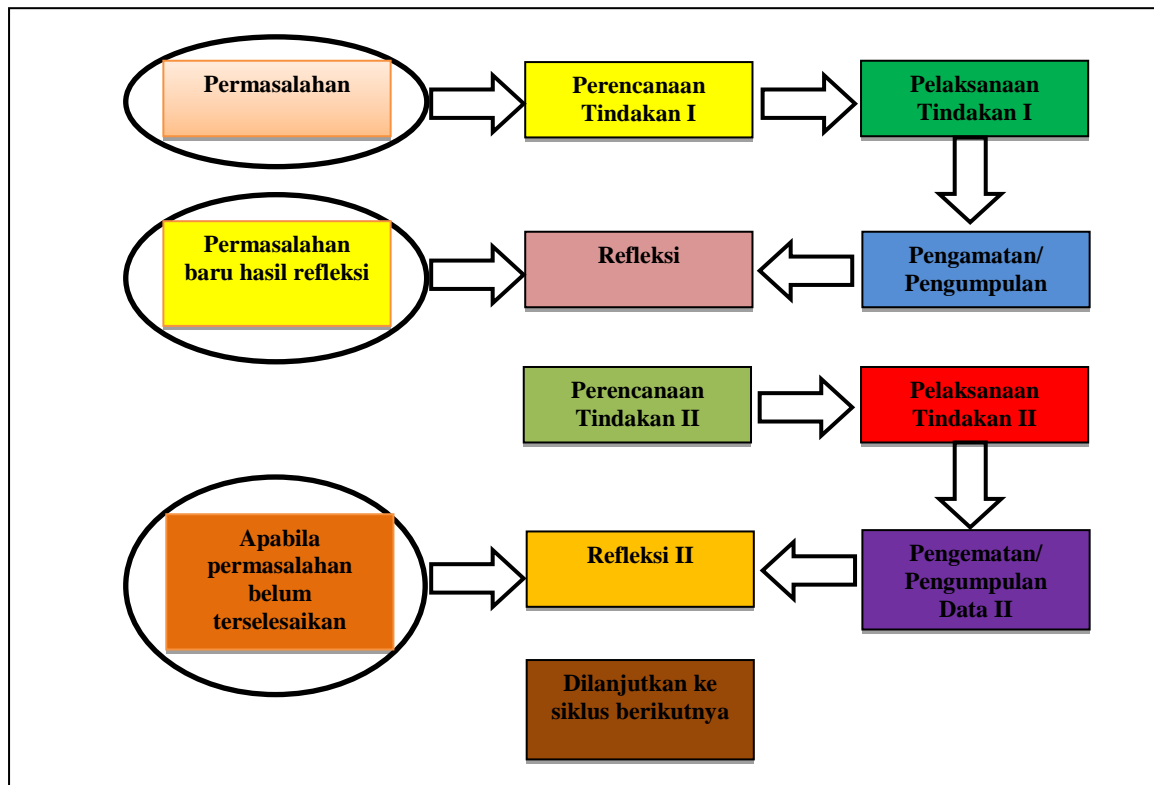 Permasalahan
Perencanaan
Tindakan I
Pelaksanaan
Tindakan I
Permasalahan
baru hasil refleksi
Refleksi
Pengamatan/
Pengumpulan
Perencanaan
Tindakan II
Pelaksanaan
Tindakan II
Apabila
permasalahan
belum
terselesaikan
Refleksi II
Pengematan/
Pengumpulan
Data II
Dilanjutkan ke
siklus berikutnya